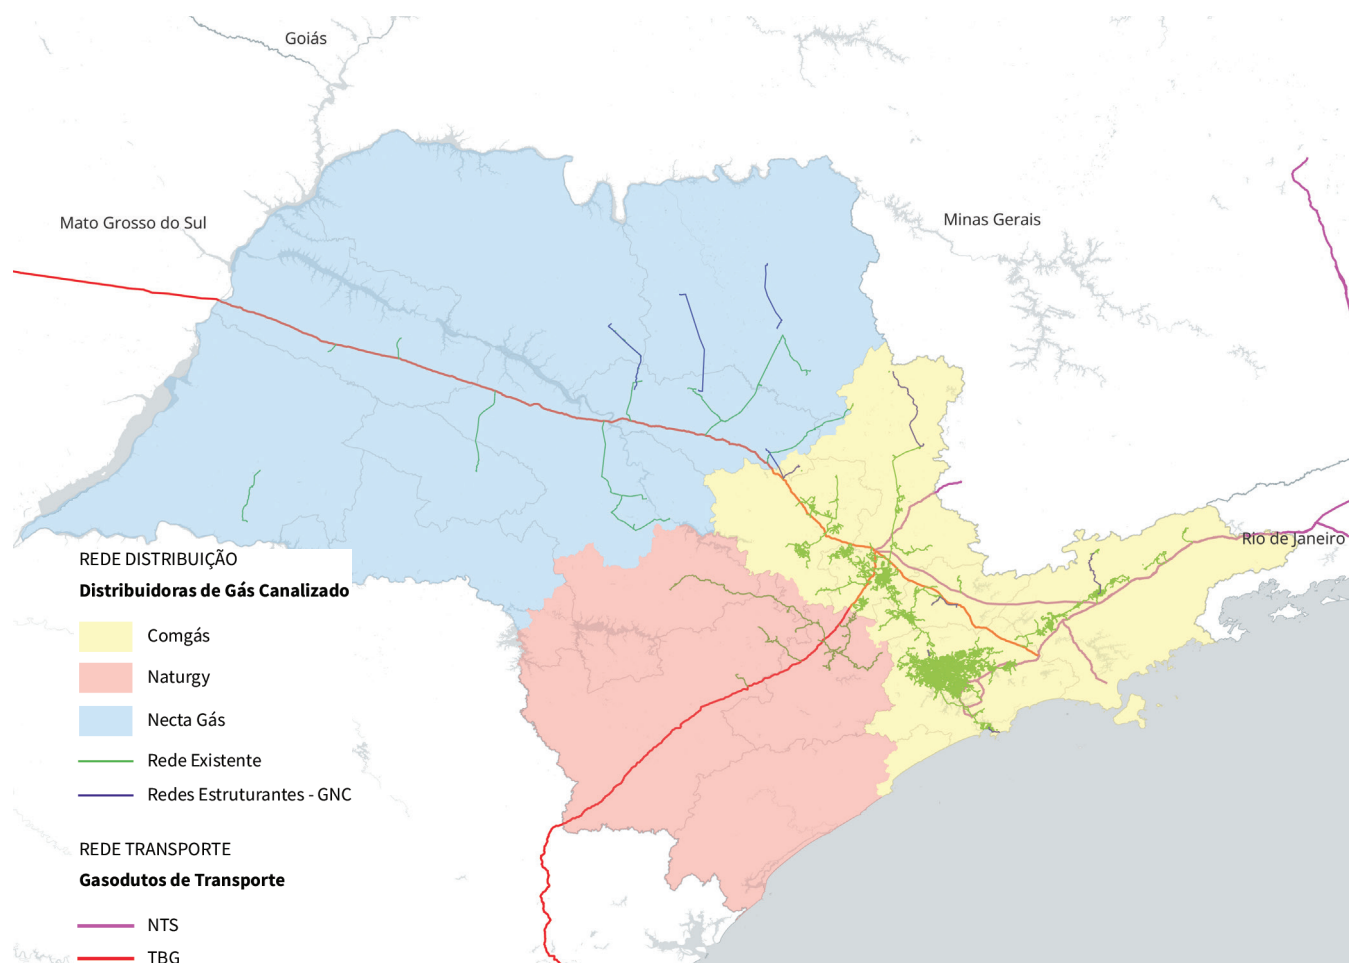 Goiás
Mato Grosso do Sul
Minas Gerais
Rio de Janeiro
REDE DISTRIBUIÇÃO
Distribuidoras de Gás Canalizado
Comgás
Naturgy
Necta Gás
Rede Existente
Redes Estruturantes - GNC
REDE TRANSPORTE
Gasodutos de Transporte
NTS
TBG